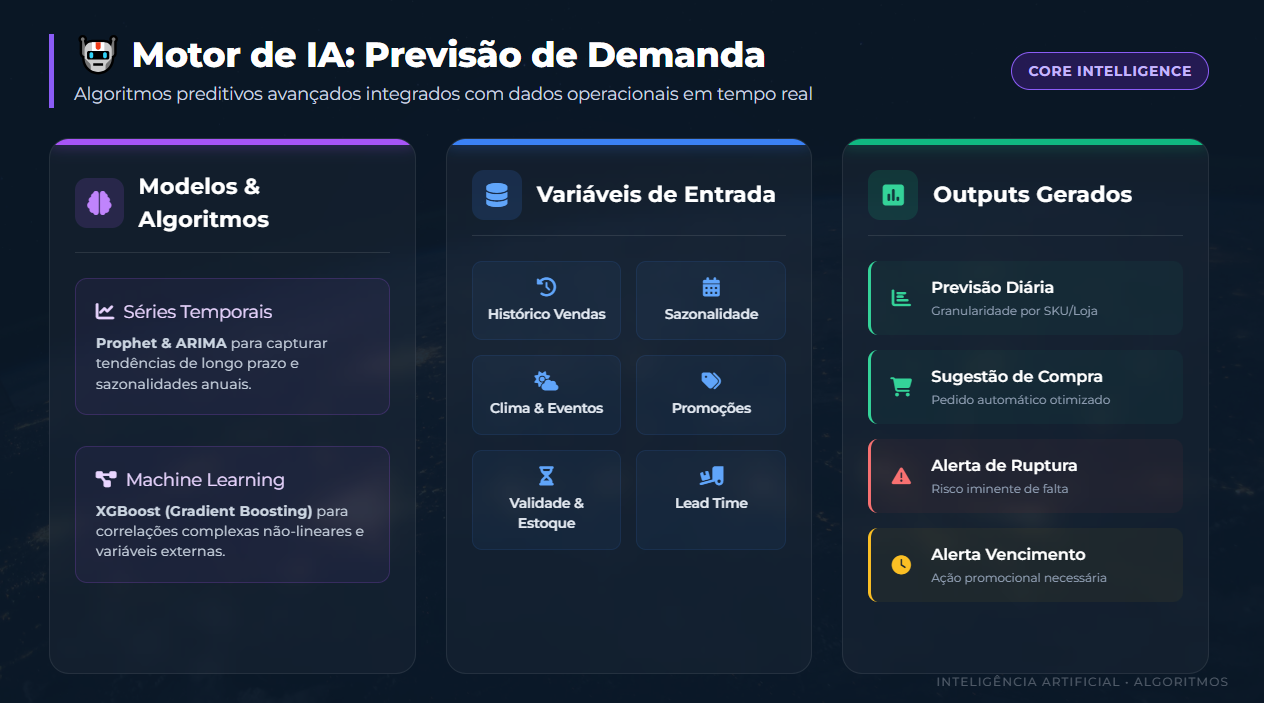 Motor de IA: Previsão de Demanda
Algoritmos preditivos avançados integrados com dados operacionais em tempo real
CORE INTELLIGENCE
Modelos &
Algoritmos
Séries Temporais
Prophet & ARIMA para capturar
tendências de longo prazo e
sazonalidades anuais.
Machine Learning
XGBoost (Gradient Boosting) para
correlações complexas não-lineares e
variáveis externas.
Variáveis de Entrada
Histórico Vendas
Sazonalidade
Clima & Eventos
Promoções
Validade &
Estoque
Lead Time
Outputs Gerados
Previsão Diária
Granularidade por SKU/Loja
Sugestão de Compra
Pedido automático otimizado
Alerta de Ruptura
Risco iminente de falta
Alerta Vencimento
Ação promocional necessária
INTELIGÊNCIA ARTIFICIAL • ALGORITMOS